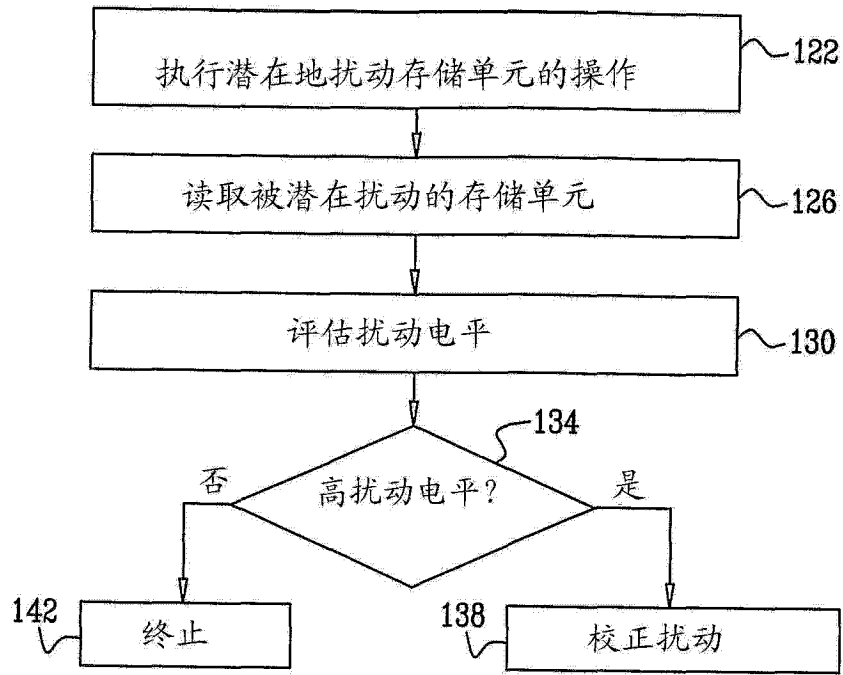 执行潜在地扰动存储单元的操作
122
读取被潜在扰动的存储单元
126
评估扰动电平
130
134
高扰动电平?
否
是
142
终止
138
校正扰动